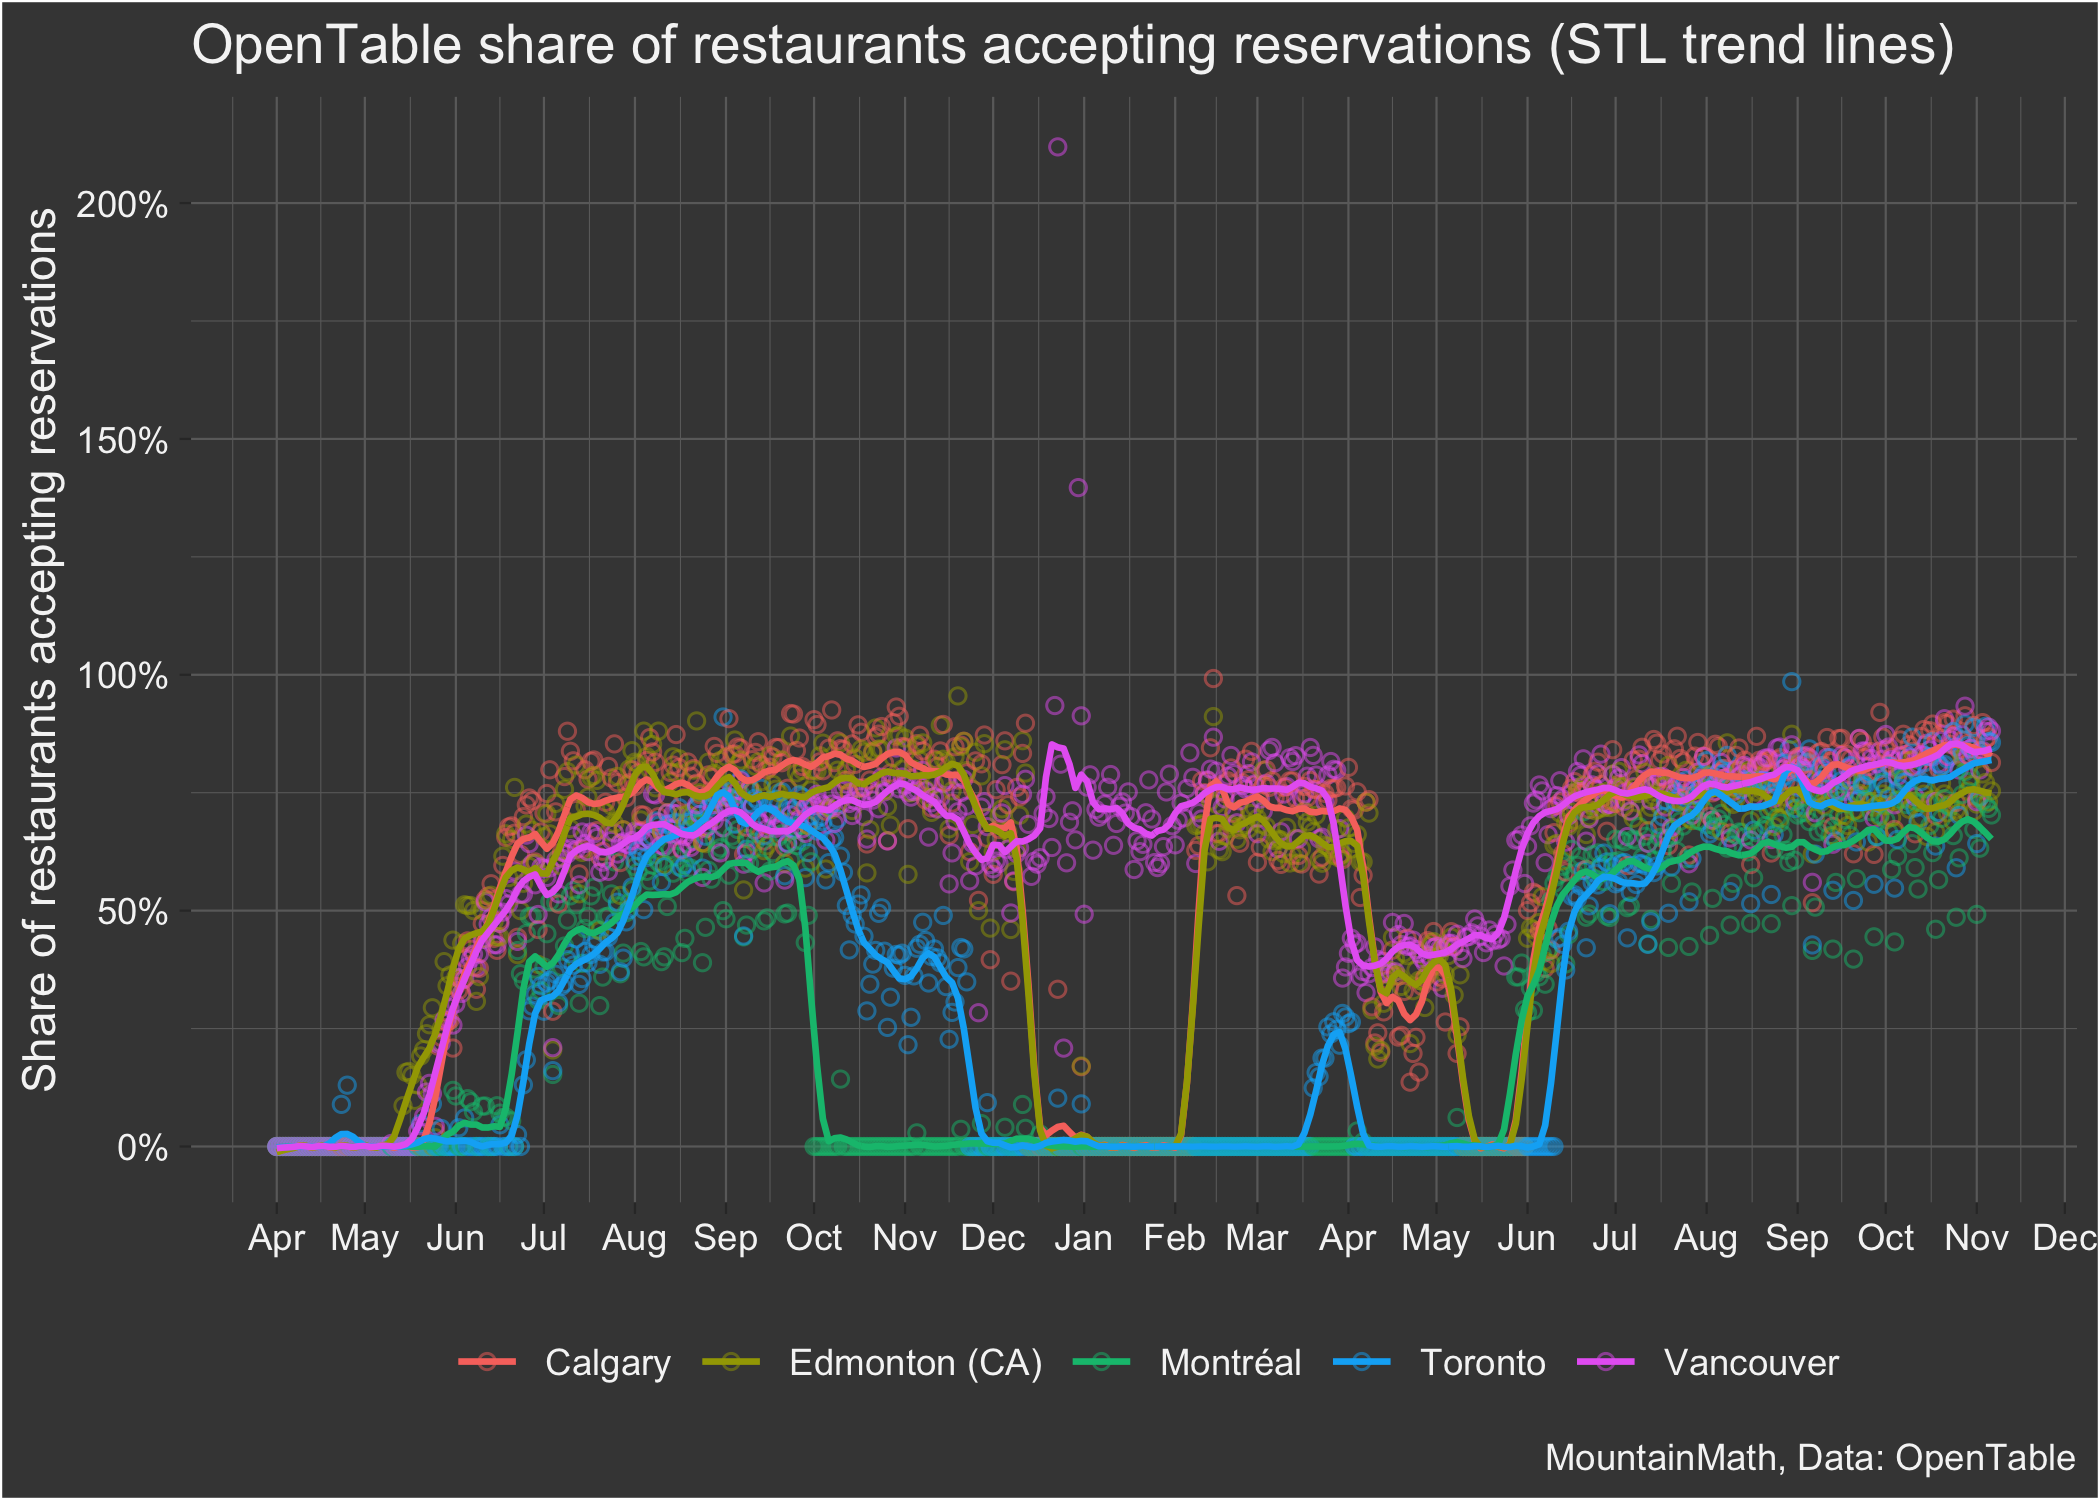 OpenTable share of restaurants accepting reservations (STL trend lines)
Share of restaurants accepting reservations
200%
150%
100%
50%
0%
Apr May Jun Jul Aug Sep Oct Nov Dec Jan Feb Mar Apr May Jun Jul Aug Sep Oct Nov Dec
Calgary Edmonton (CA) Montréal Toronto Vancouver
MountainMath, Data: OpenTable